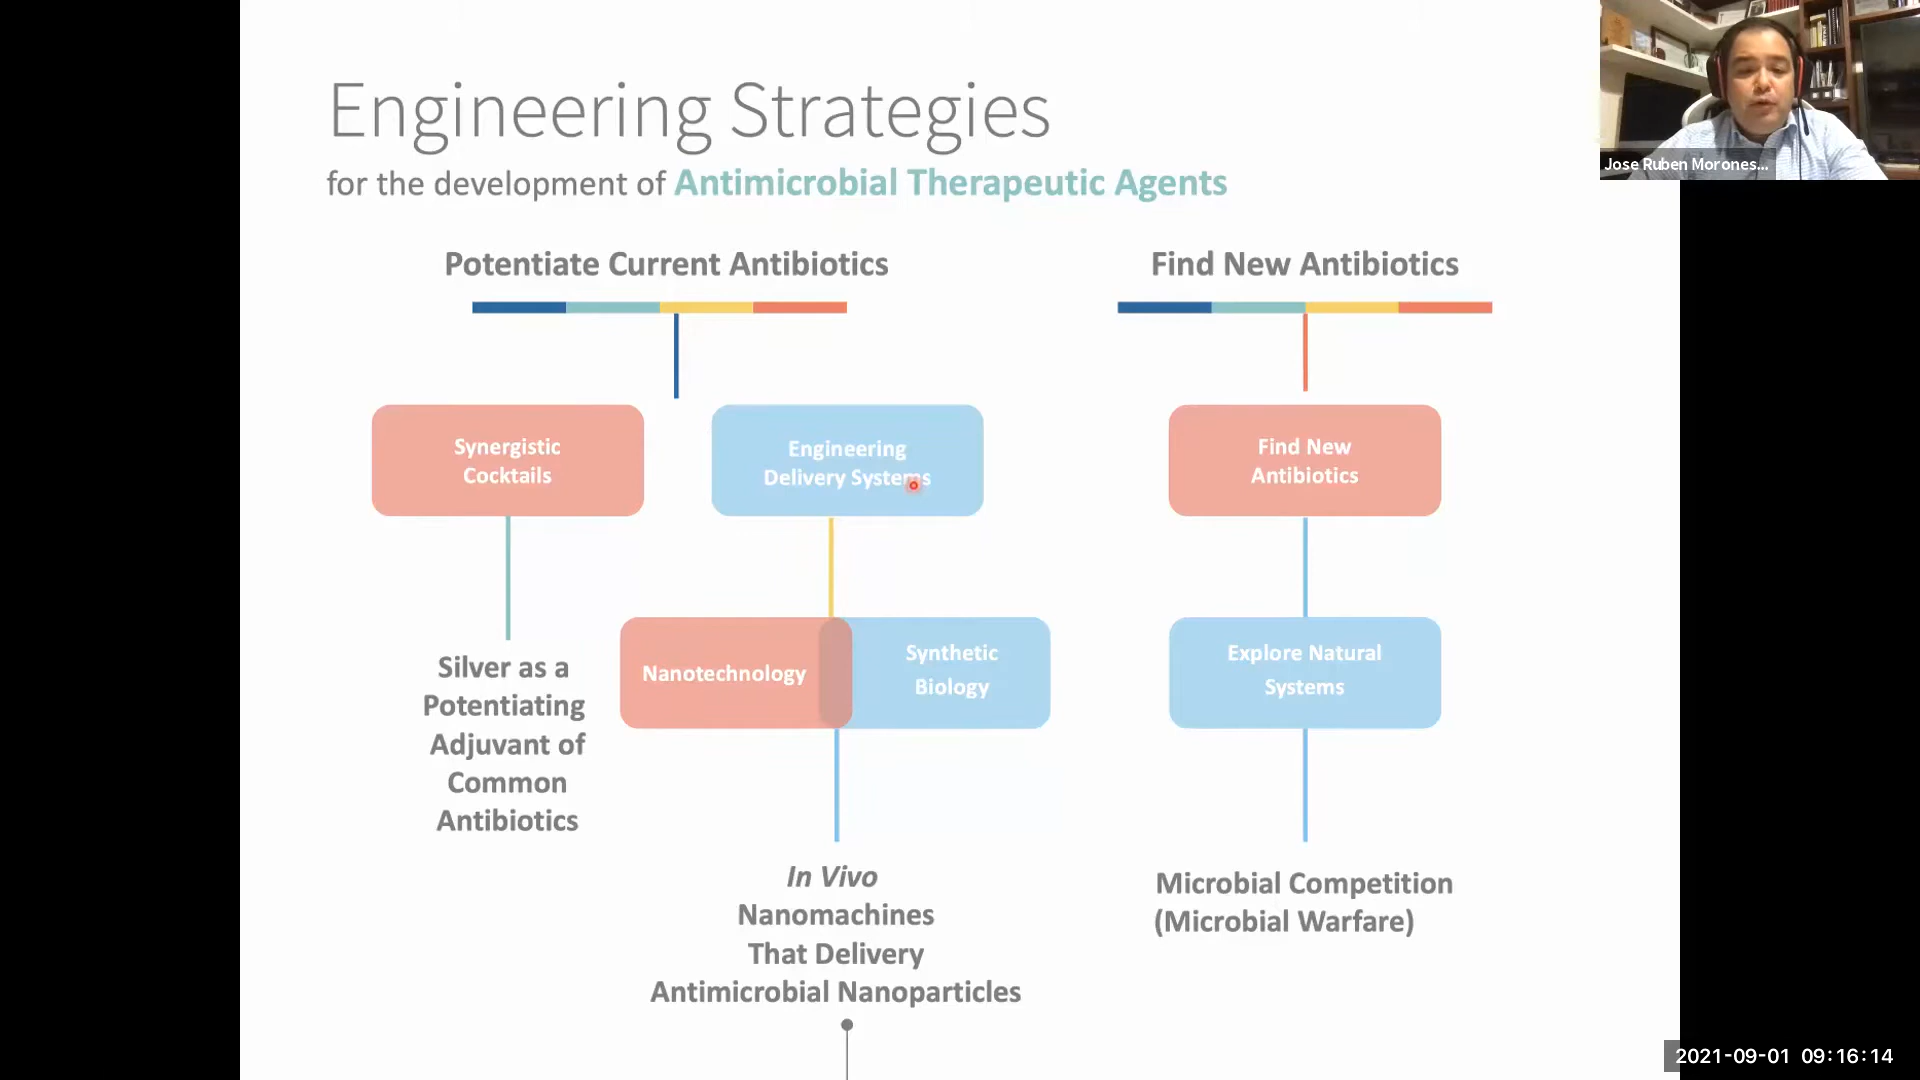 Engineering Strategies
for the development of Antimicrobial Therapeutic Agents
Potentiate Current Antibiotics
Find New Antibiotics
Synergistic
Cocktails
Engineering
Delivery Systems
Find New
Antibiotics
Nanotechnology
Synthetic
Biology
Explore Natural
Systems
Silver as a
Potentiating
Adjuvant of
Common
Antibiotics
In Vivo
Nanomachines
That Delivery
Antimicrobial Nanoparticles
Microbial Competition
(Microbial Warfare)
Jose Ruben Morones...
2021-09-01 09:16:14